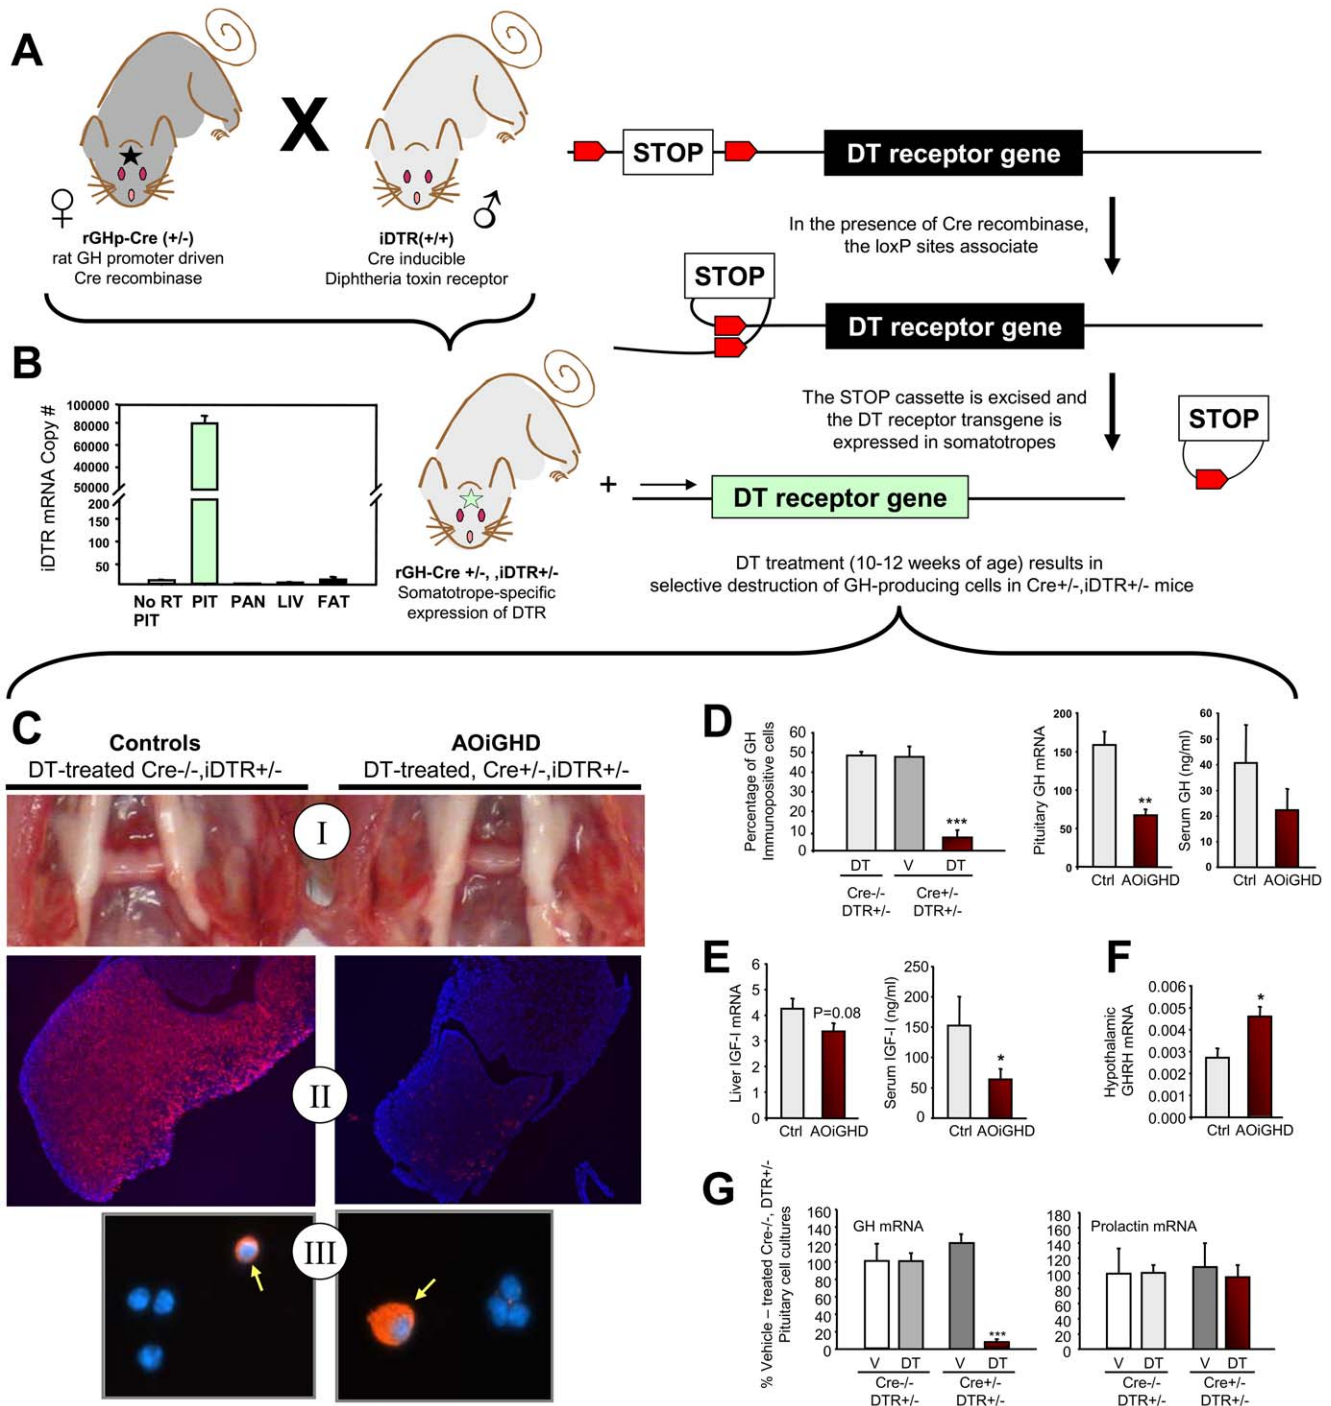 A
X
♀
♂
rGHp-Cre (+/-)
rat GH promoter driven
Cre recombinase
iDTR(+/+)
Cre inducible
Diphtheria toxin receptor
STOP
DT receptor gene
In the presence of Cre recombinase,
the loxP sites associate
STOP
DT receptor gene
The STOP cassette is excised and
the DT receptor transgene is
expressed in somatotropes
STOP
+
DT receptor gene
DT treatment (10-12 weeks of age) results in
selective destruction of GH-producing cells in Cre+/-,iDTR+/- mice
B
iDTR mRNA Copy #
100000
80000
60000
40000
50000
200
150
100
50
No RT
PIT
PIT
PAN
LIV
FAT
rGH-Cre +/-, ,iDTR+/-
Somatotrope-specific
expression of DTR
C
Controls
DT-treated Cre-/-,iDTR+/-
AOiGHD
DT-treated, Cre+/-,iDTR+/-
I
II
III
D
Percentage of GH
Immunopositive cells
60
50
40
30
20
10
0
***
DT
V
DT
Cre-/-
DTR+/-
Cre+/-
DTR+/-
Pituitary GH mRNA
200
150
100
50
0
**
Ctrl AOiGHD
Serum GH (ng/ml)
60
50
40
30
20
10
0
Ctrl AOiGHD
E
Liver IGF-I mRNA
6
5
4
3
2
1
0
P=0.08
Ctrl AOiGHD
Serum IGF-I (ng/ml)
250
200
150
100
50
0
*
Ctrl AOiGHD
F
Hypothalamic
GHRH mRNA
0.006
0.005
0.004
0.003
0.002
0.001
0.000
*
Ctrl AOiGHD
G
% Vehicle – treated Cre-/-, DTR+/-
Pituitary cell cultures
160
140
120
100
80
60
40
20
0
GH mRNA
***
V DT
V DT
Cre-/-
DTR+/-
Cre+/-
DTR+/-
180
160
140
120
100
80
60
40
20
0
Prolactin mRNA
V DT
V DT
Cre-/-
DTR+/-
Cre+/-
DTR+/-